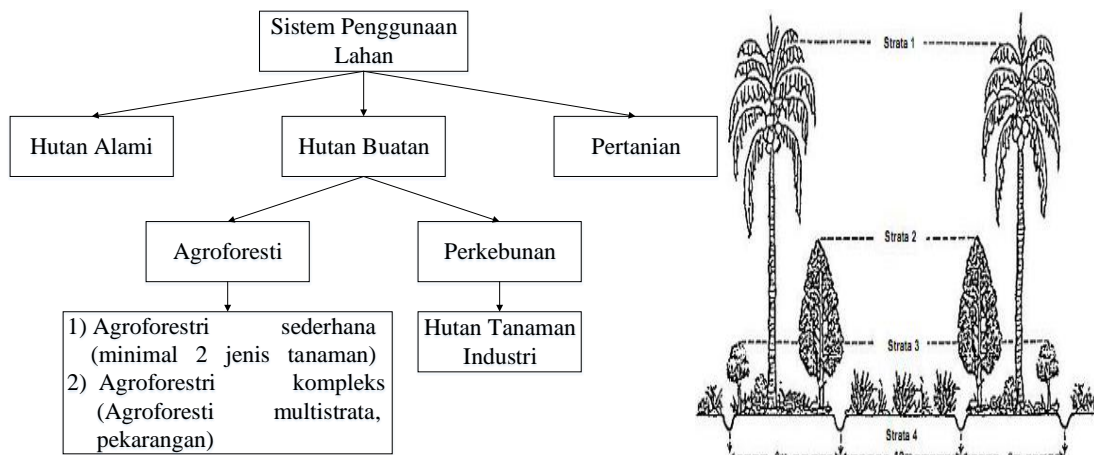 Sistem Penggunaan
Lahan
Hutan Alami
Hutan Buatan
Pertanian
Agroforesti
Perkebunan
1) Agroforestri sederhana
(minimal 2 jenis tanaman)
2) Agroforestri kompleks
(Agroforesti multistrata,
pekarangan)
Hutan Tanaman
Industri
Strata 1
Strata 2
Strata 3
Strata 4